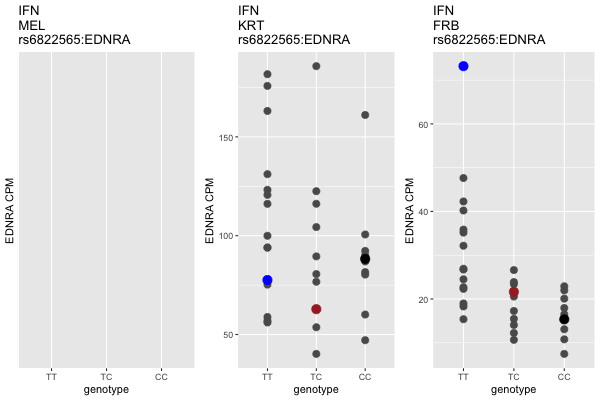 IFN
MEL
rs6822565:EDNRA
EDNRA CPM
TT
TC
CC
genotype
IFN
KRT
rs6822565:EDNRA
EDNRA CPM
150
100
50
TT
TC
CC
genotype
IFN
FRB
rs6822565:EDNRA
EDNRA CPM
60
40
20
TT
TC
CC
genotype